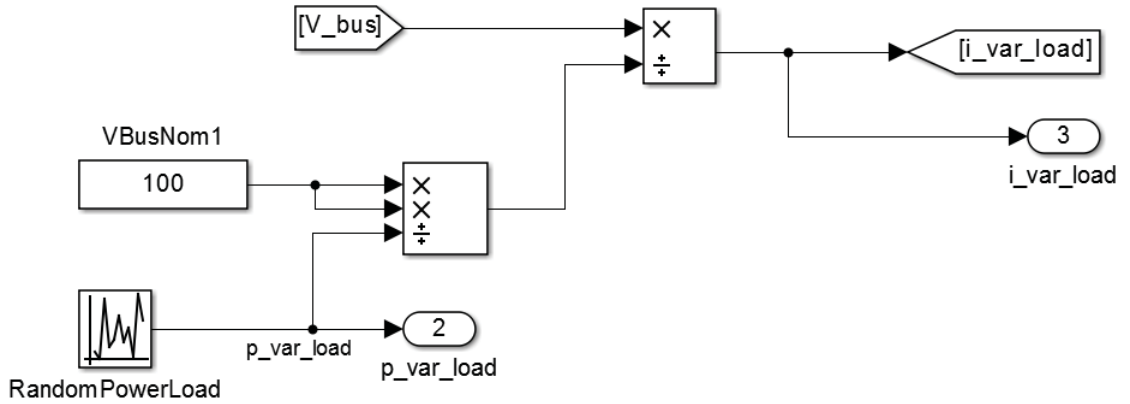 [V_bus]
×
÷
[i_var_load]
3
i_var_load
VBusNom1
100
×
×
÷
p_var_load
2
p_var_load
RandomPowerLoad